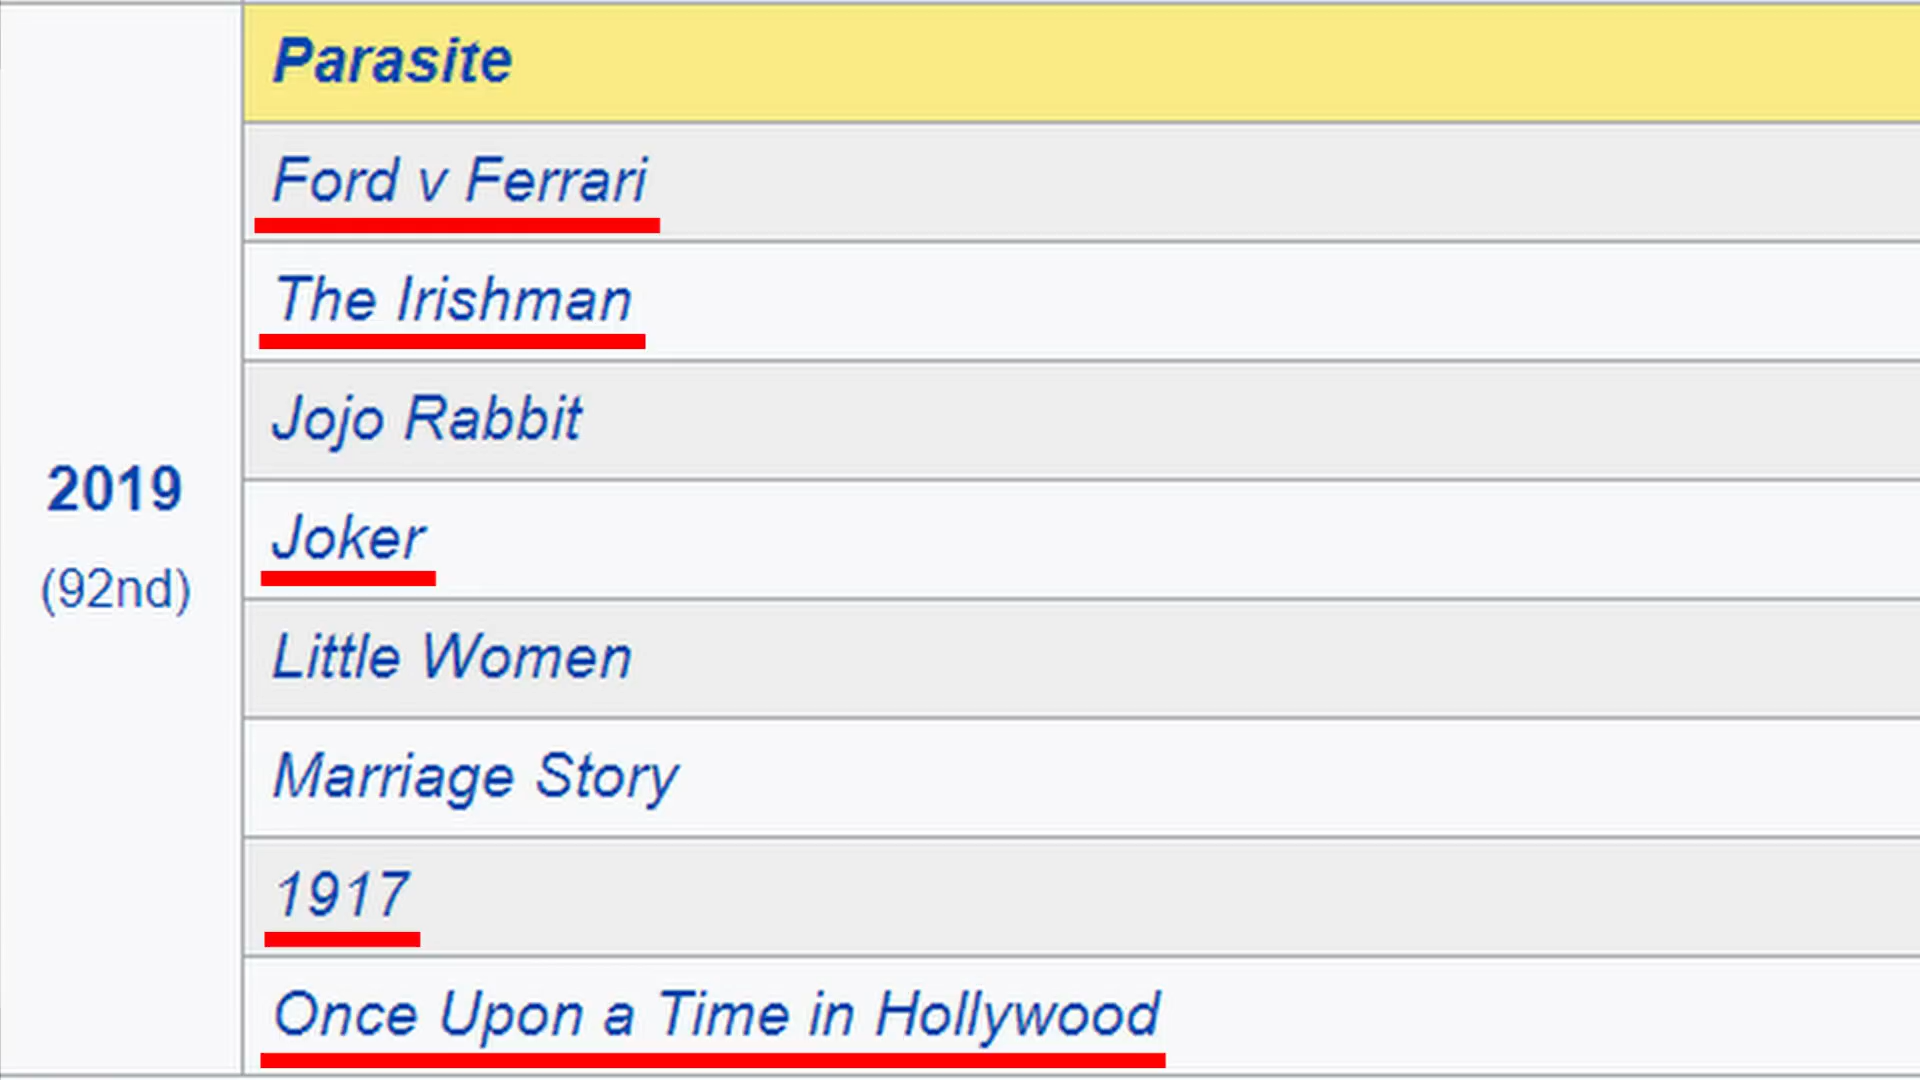 Parasite
Ford v Ferrari
The Irishman
Jojo Rabbit
2019
(92nd)
Joker
Little Women
Marriage Story
1917
Once Upon a Time in Hollywood